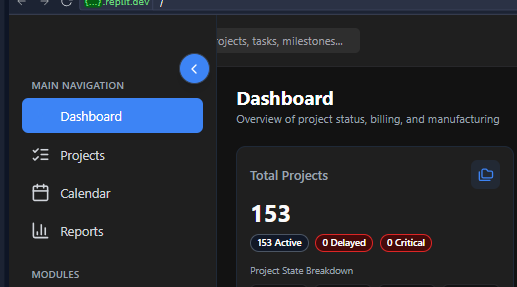 {...}.replit.dev /
ojects, tasks, milestones...
MAIN NAVIGATION
Dashboard
Projects
Calendar
Reports
MODULES
Dashboard
Overview of project status, billing, and manufacturing
Total Projects
153
153 Active 0 Delayed 0 Critical
Project State Breakdown